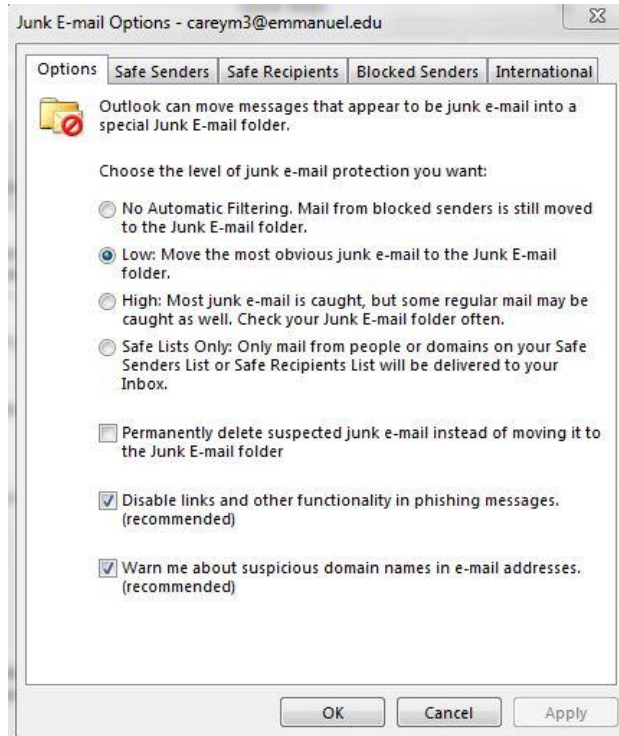 Junk E-mail Options - careym3@emmanuel.edu
Options
Safe Senders
Safe Recipients
Blocked Senders
International
Outlook can move messages that appear to be junk e-mail into a
special Junk E-mail folder.
Choose the level of junk e-mail protection you want:
No Automatic Filtering. Mail from blocked senders is still moved
to the Junk E-mail folder.
Low: Move the most obvious junk e-mail to the Junk E-mail
folder.
High: Most junk e-mail is caught, but some regular mail may be
caught as well. Check your Junk E-mail folder often.
Safe Lists Only: Only mail from people or domains on your Safe
Senders List or Safe Recipients List will be delivered to your
Inbox.
Permanently delete suspected junk e-mail instead of moving it to
the Junk E-mail folder
Disable links and other functionality in phishing messages.
(recommended)
Warn me about suspicious domain names in e-mail addresses.
(recommended)
OK
Cancel
Apply